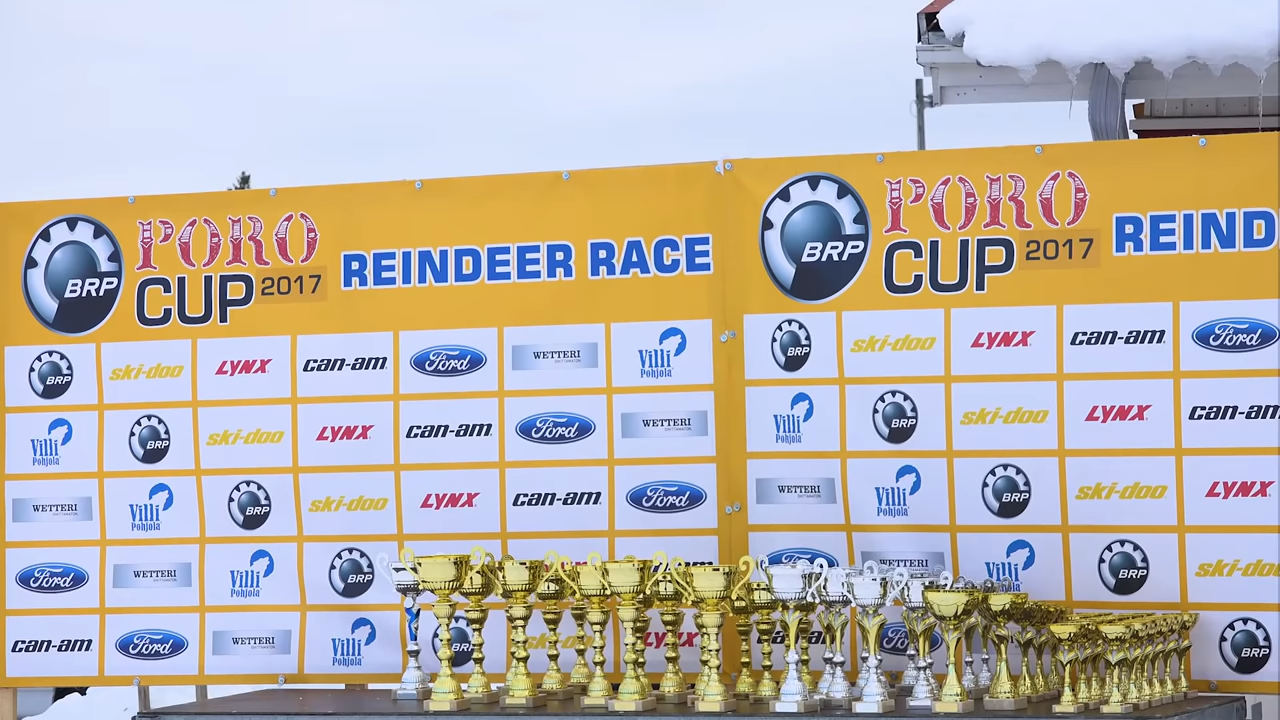 BRP PORO CUP 2017 REINDEER RACE BRP PORO CUP 2017 REIND
BRP ski-doo LYNX can-am Ford WETTERI Villi Pohjola BRP ski-doo LYNX can-am Ford
Villi Pohjola BRP ski-doo LYNX can-am Ford WETTERI Villi Pohjola BRP ski-doo LYNX can-am
WETTERI Villi Pohjola BRP ski-doo LYNX can-am Ford WETTERI Villi Pohjola BRP ski-doo LYNX
Ford WETTERI Villi Pohjola BRP Ford WETTERI Villi BRP ski-do
can-am Ford WETTERI Villi Pohjola BRP ski-doo LYNX can-am Ford BRP